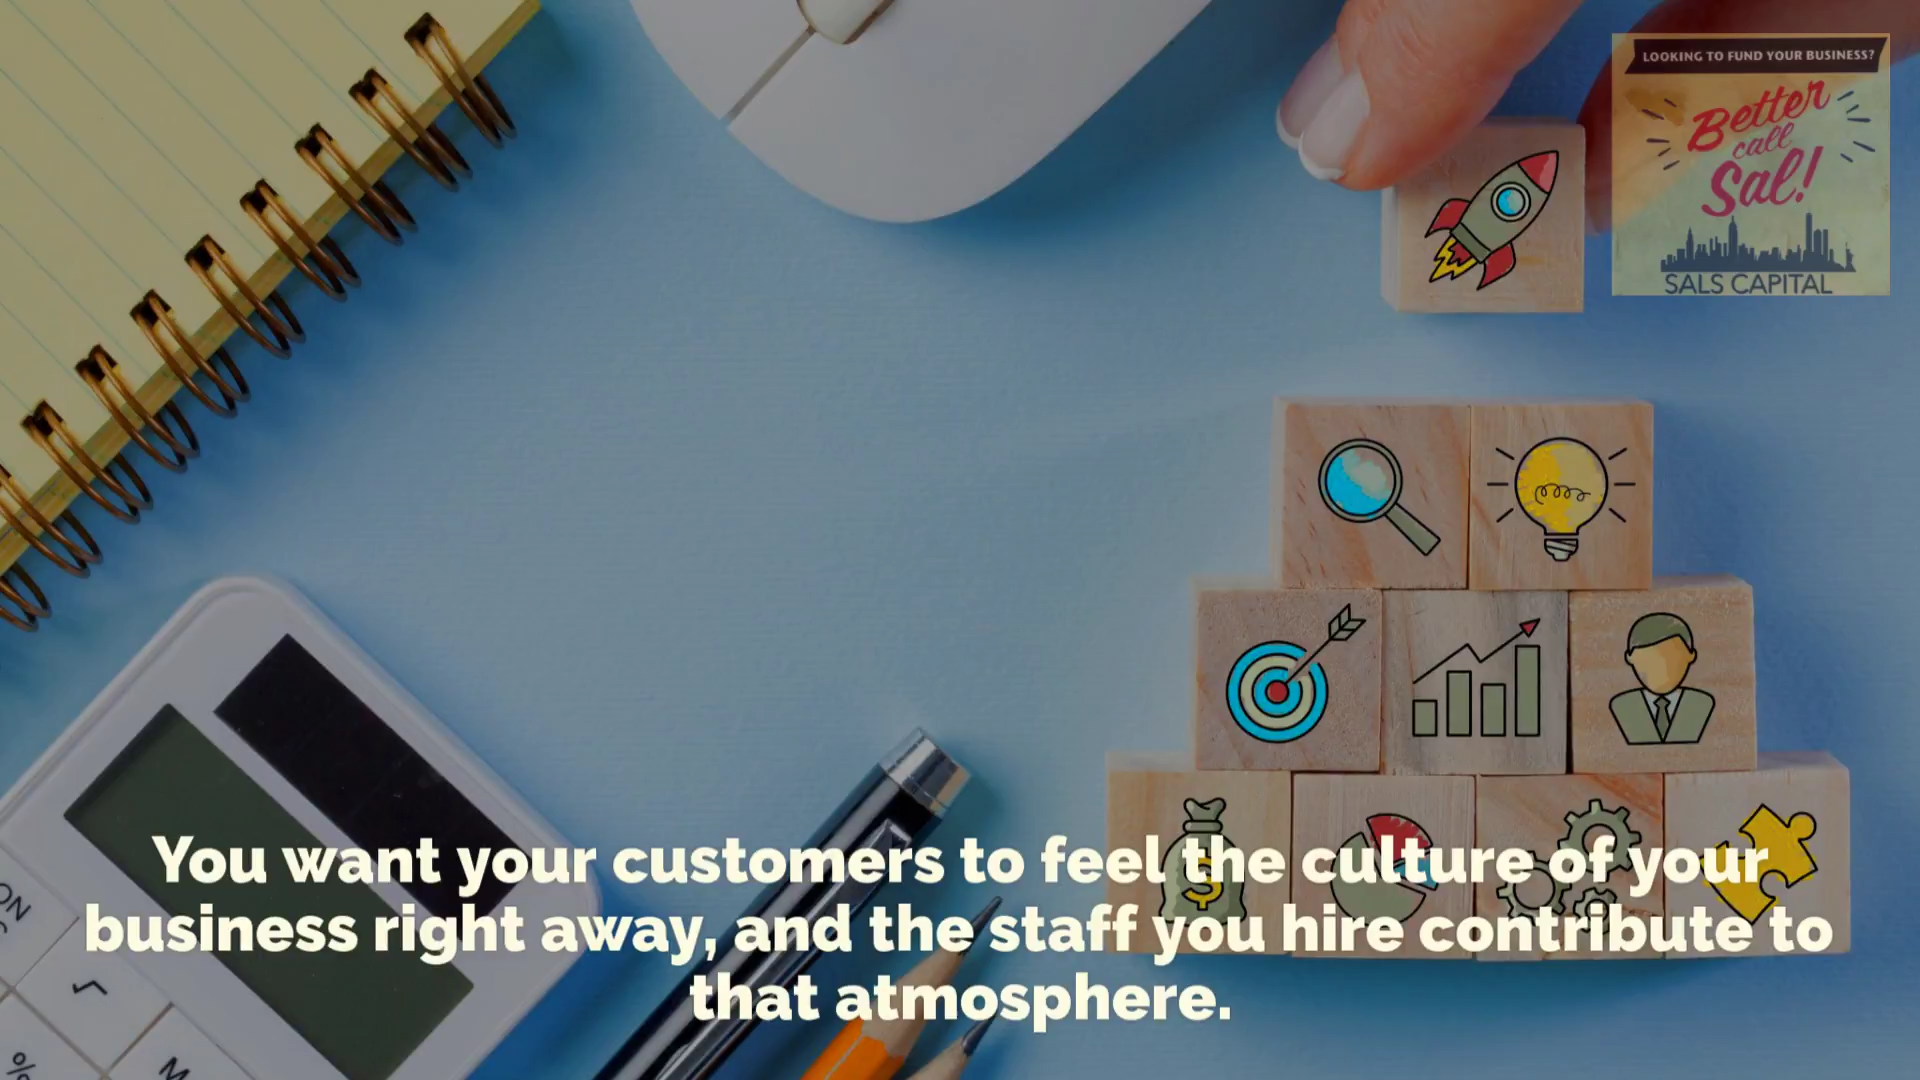 LOOKING TO FUND YOUR BUSINESS?
Better
call
Sal!
SALS CAPITAL
You want your customers to feel the culture of your
business right away, and the staff you hire contribute to
that atmosphere.
ON
√
%
M